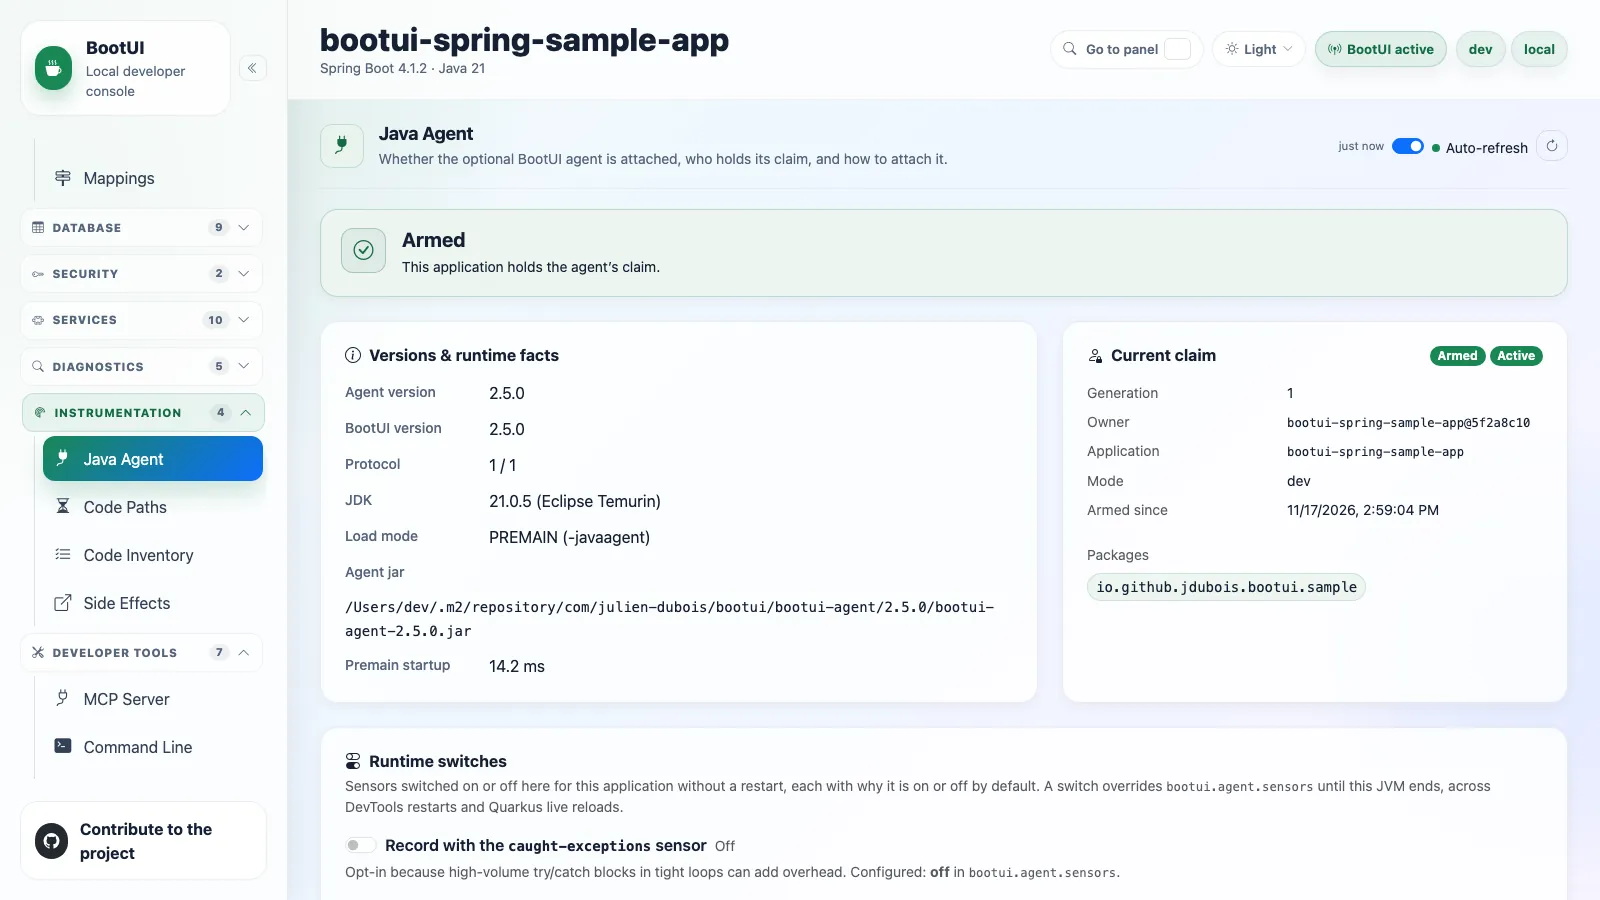 BootUI
Local developer
console
Mappings
DATABASE 9
SECURITY 2
SERVICES 10
DIAGNOSTICS 5
INSTRUMENTATION 4
Java Agent
Code Paths
Code Inventory
Side Effects
DEVELOPER TOOLS 7
MCP Server
Command Line
Contribute to the
project
bootui-spring-sample-app
Spring Boot 4.1.2 · Java 21
Go to panel
Light
BootUI active
dev
local
Java Agent
Whether the optional BootUI agent is attached, who holds its claim, and how to attach it.
just now
Auto-refresh
Armed
This application holds the agent’s claim.
Versions & runtime facts
Agent version 2.5.0
BootUI version 2.5.0
Protocol 1 / 1
JDK 21.0.5 (Eclipse Temurin)
Load mode PREMAIN (-javaagent)
Agent jar
/Users/dev/.m2/repository/com/julien-dubois/bootui/bootui-agent/2.5.0/bootui-
agent-2.5.0.jar
Premain startup 14.2 ms
Current claim Armed Active
Generation 1
Owner bootui-spring-sample-app@5f2a8c10
Application bootui-spring-sample-app
Mode dev
Armed since 11/17/2026, 2:59:04 PM
Packages
io.github.jdubois.bootui.sample
Runtime switches
Sensors switched on or off here for this application without a restart, each with why it is on or off by default. A switch overrides bootui.agent.sensors until this JVM ends, across
DevTools restarts and Quarkus live reloads.
Record with the caught-exceptions sensor Off
Opt-in because high-volume try/catch blocks in tight loops can add overhead. Configured: off in bootui.agent.sensors.